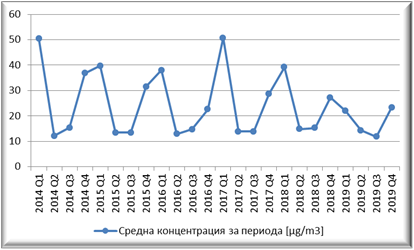 60
50
40
30
20
10
0
2014 Q1
2014 Q2
2014 Q3
2014 Q4
2015 Q1
2015 Q2
2015 Q3
2015 Q4
2016 Q1
2016 Q2
2016 Q3
2016 Q4
2017 Q1
2017 Q2
2017 Q3
2017 Q4
2018 Q1
2018 Q2
2018 Q3
2018 Q4
2019 Q1
2019 Q2
2019 Q3
2019 Q4
Средна концентрация за периода [µg/m3]